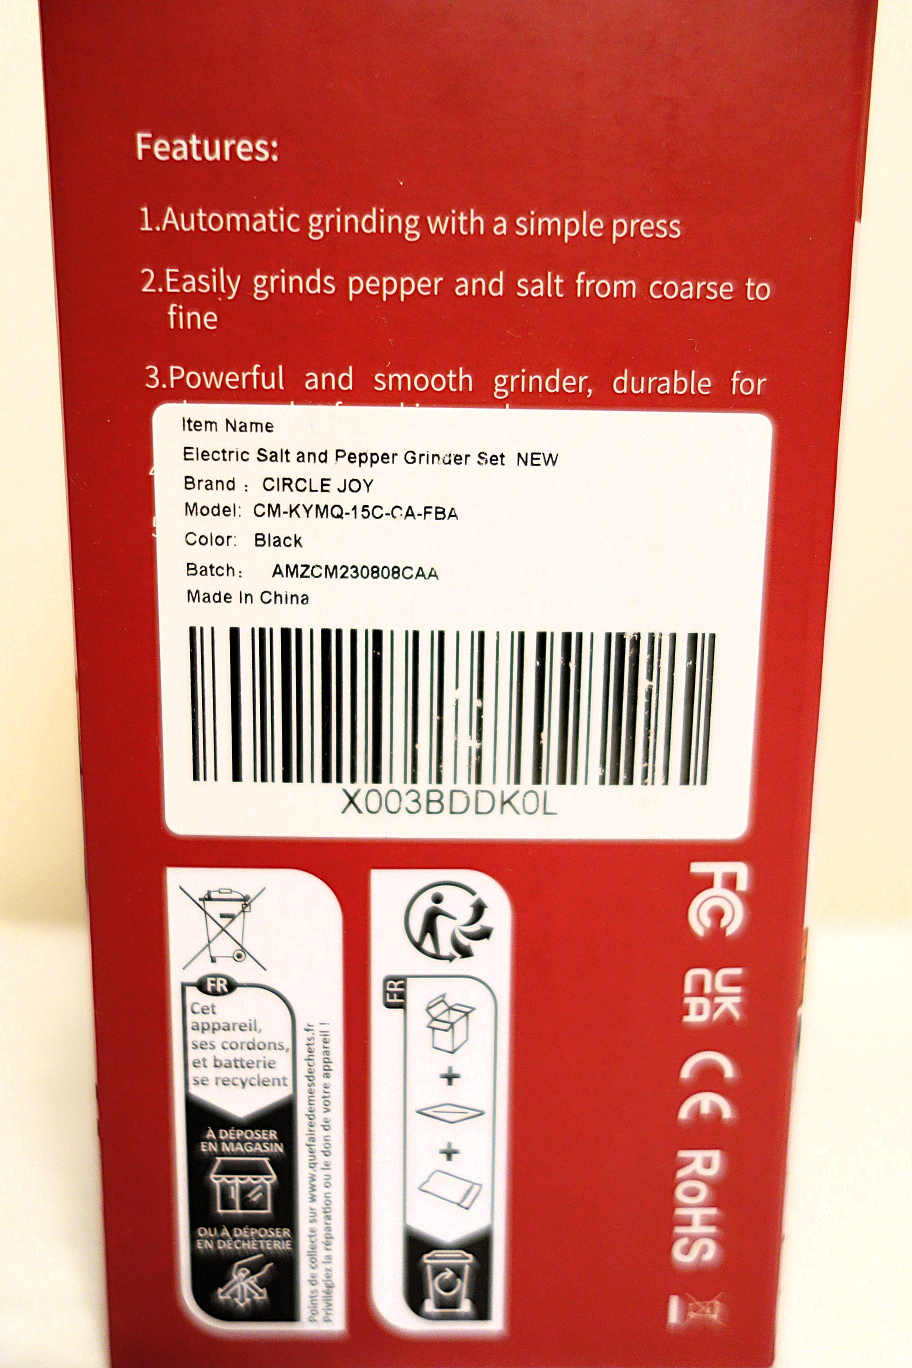 Features:
1.Automatic grinding with a simple press
2.Easily grinds pepper and salt from coarse to
fine
3.Powerful and smooth grinder, durable for
Item Name
Electric Salt and Pepper Grinder Set NEW
Brand : CIRCLE JOY
Model: CM-KYMQ-15C-CA-FBA
Color: Black
Batch: AMZCM230808CAA
Made In China
X003BDDK0L
FR
Cet
appareil,
ses cordons,
et batterie
se recyclent
À DÉPOSER
EN MAGASIN
OU À DÉPOSER
EN DÉCHÈTERIE
Points de collecte sur www.quefairedemesdechets.fr
Privilégiez la réparation ou le don de votre appareil !
FR
FC
UK
CA
CE
RoHS